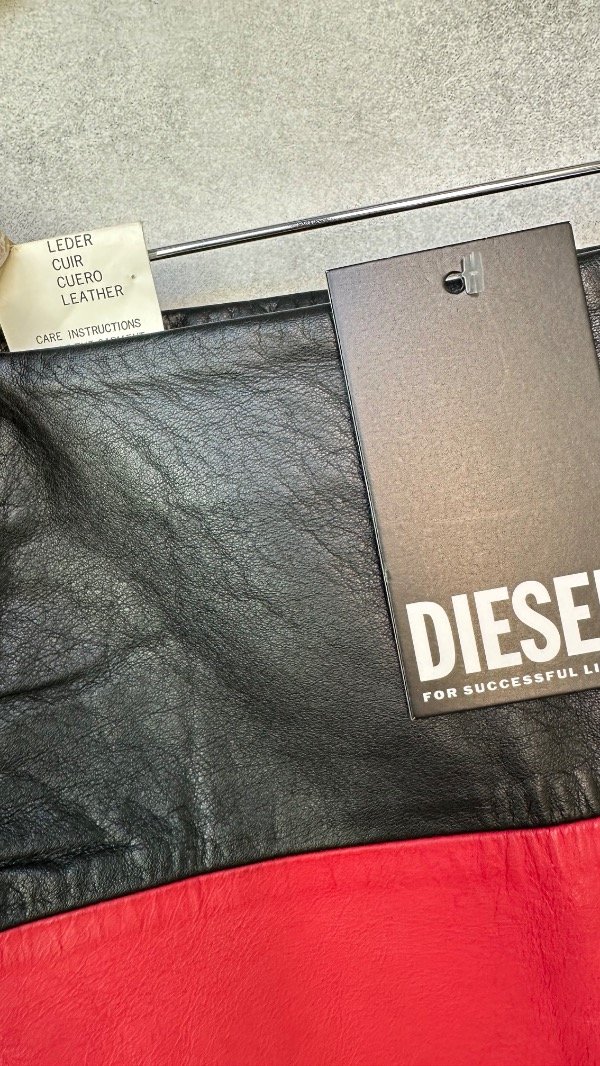 LEDER
CUIR
CUERO
LEATHER
CARE INSTRUCTIONS
DIESE
FOR SUCCESSFUL LI